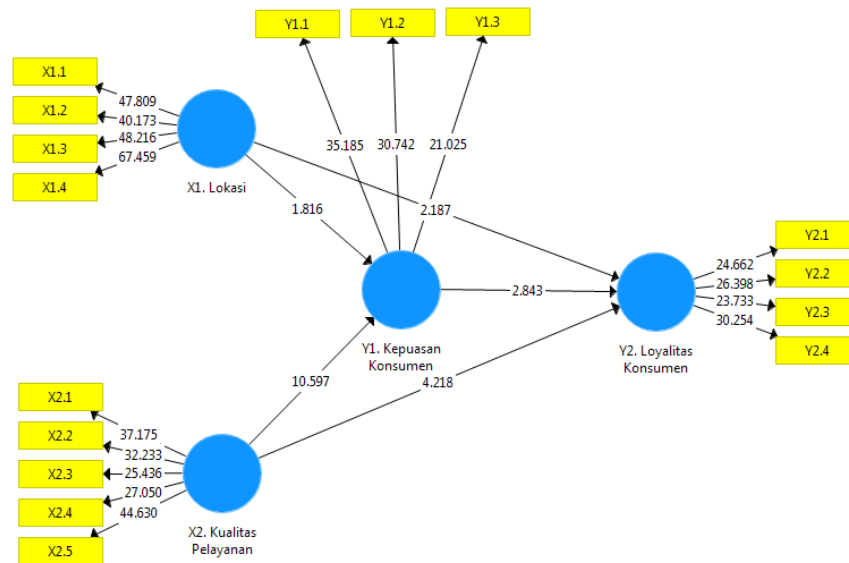 Y1.1
Y1.2
Y1.3
X1.1
X1.2
X1.3
X1.4
47.809
40.173
48.216
67.459
X1. Lokasi
35.185
30.742
21.025
1.816
2.187
Y2.1
Y2.2
Y2.3
Y2.4
24.662
26.398
23.733
30.254
2.843
Y1. Kepuasan
Konsumen
Y2. Loyalitas
Konsumen
10.597
4.218
X2.1
X2.2
X2.3
X2.4
X2.5
37.175
32.233
25.436
27.050
44.630
X2. Kualitas
Pelayanan